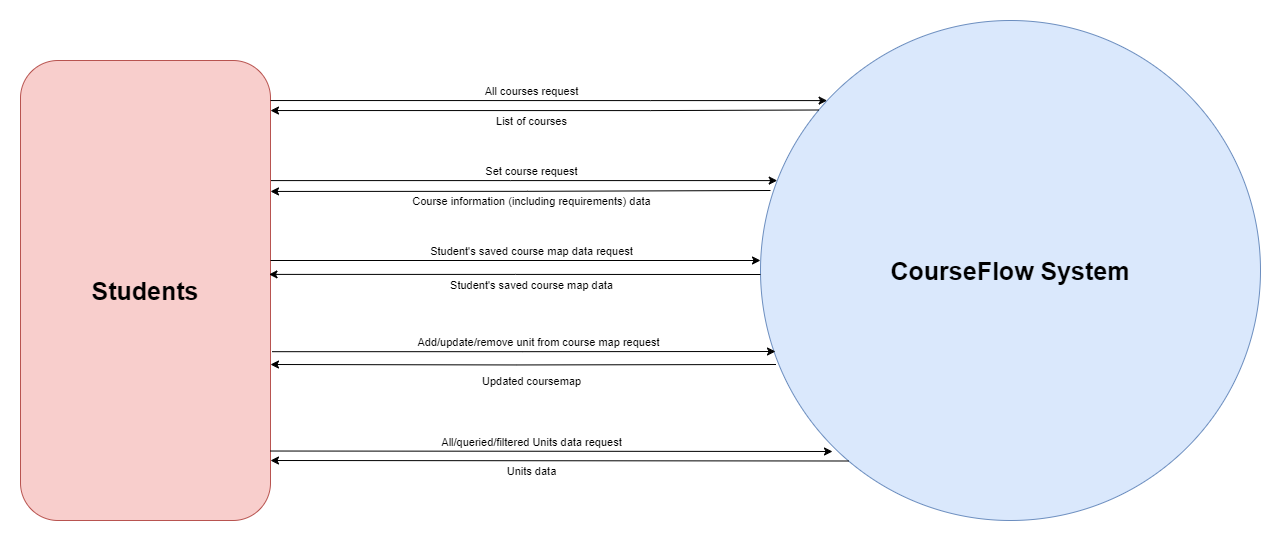 All courses request
List of courses
Set course request
Course information (including requirements) data
Student's saved course map data request
Students
CourseFlow System
Student's saved course map data
Add/update/remove unit from course map request
Updated coursemap
All/queried/filtered Units data request
Units data